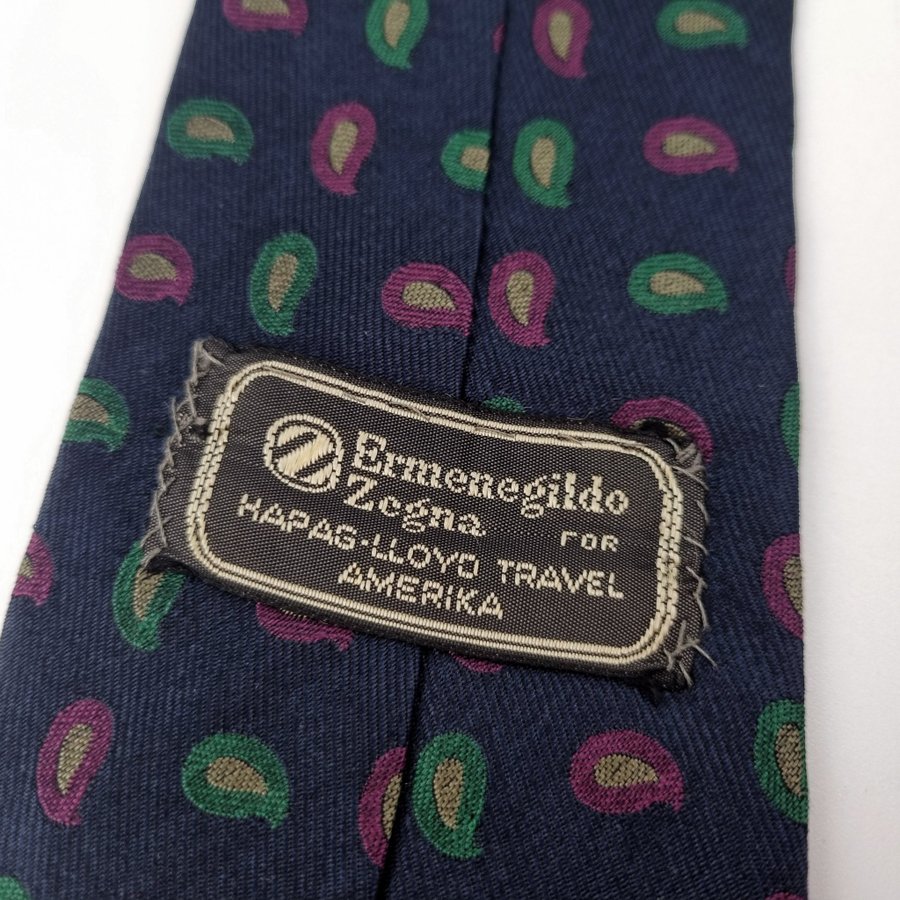 Ermenegildo
Zegna FOR
HAPAG-LLOYD TRAVEL
AMERIKA